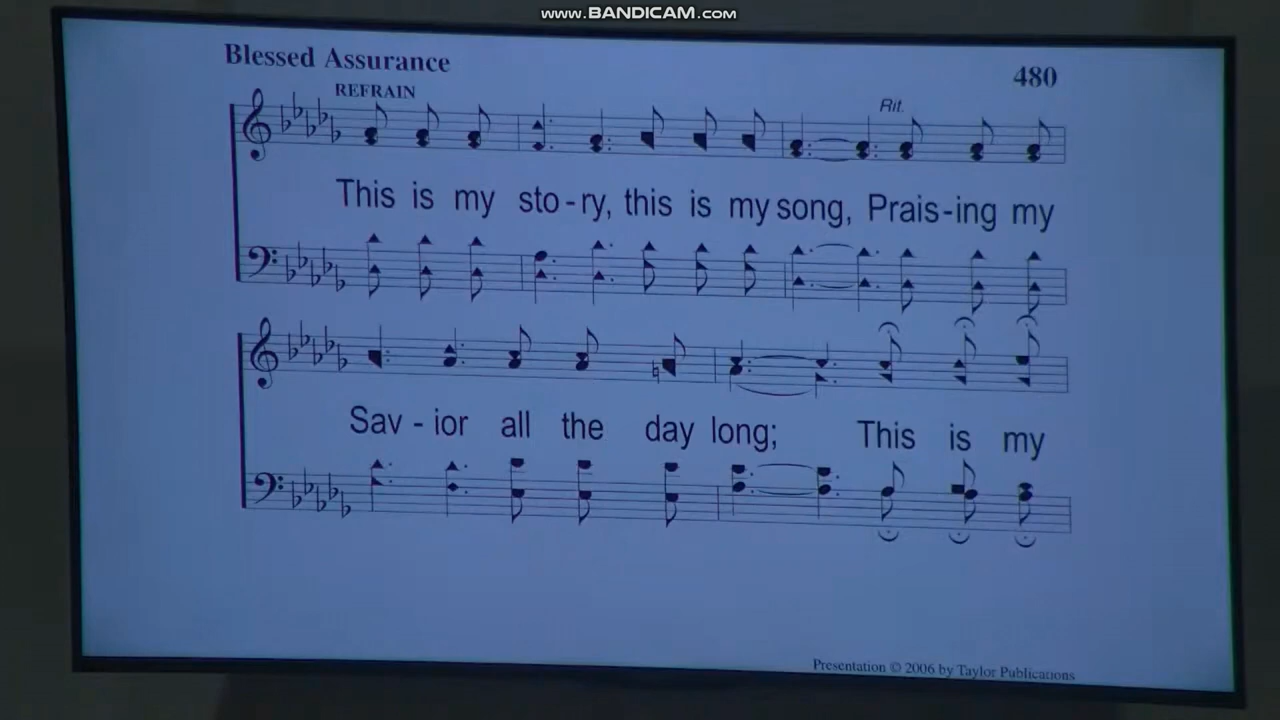 www.BANDICAM.com
Blessed Assurance
480
REFRAIN
Rit.
This is my sto - ry, this is my song, Prais - ing my
Sav - ior all the day long; This is my
Presentation © 2006 by Taylor Publications